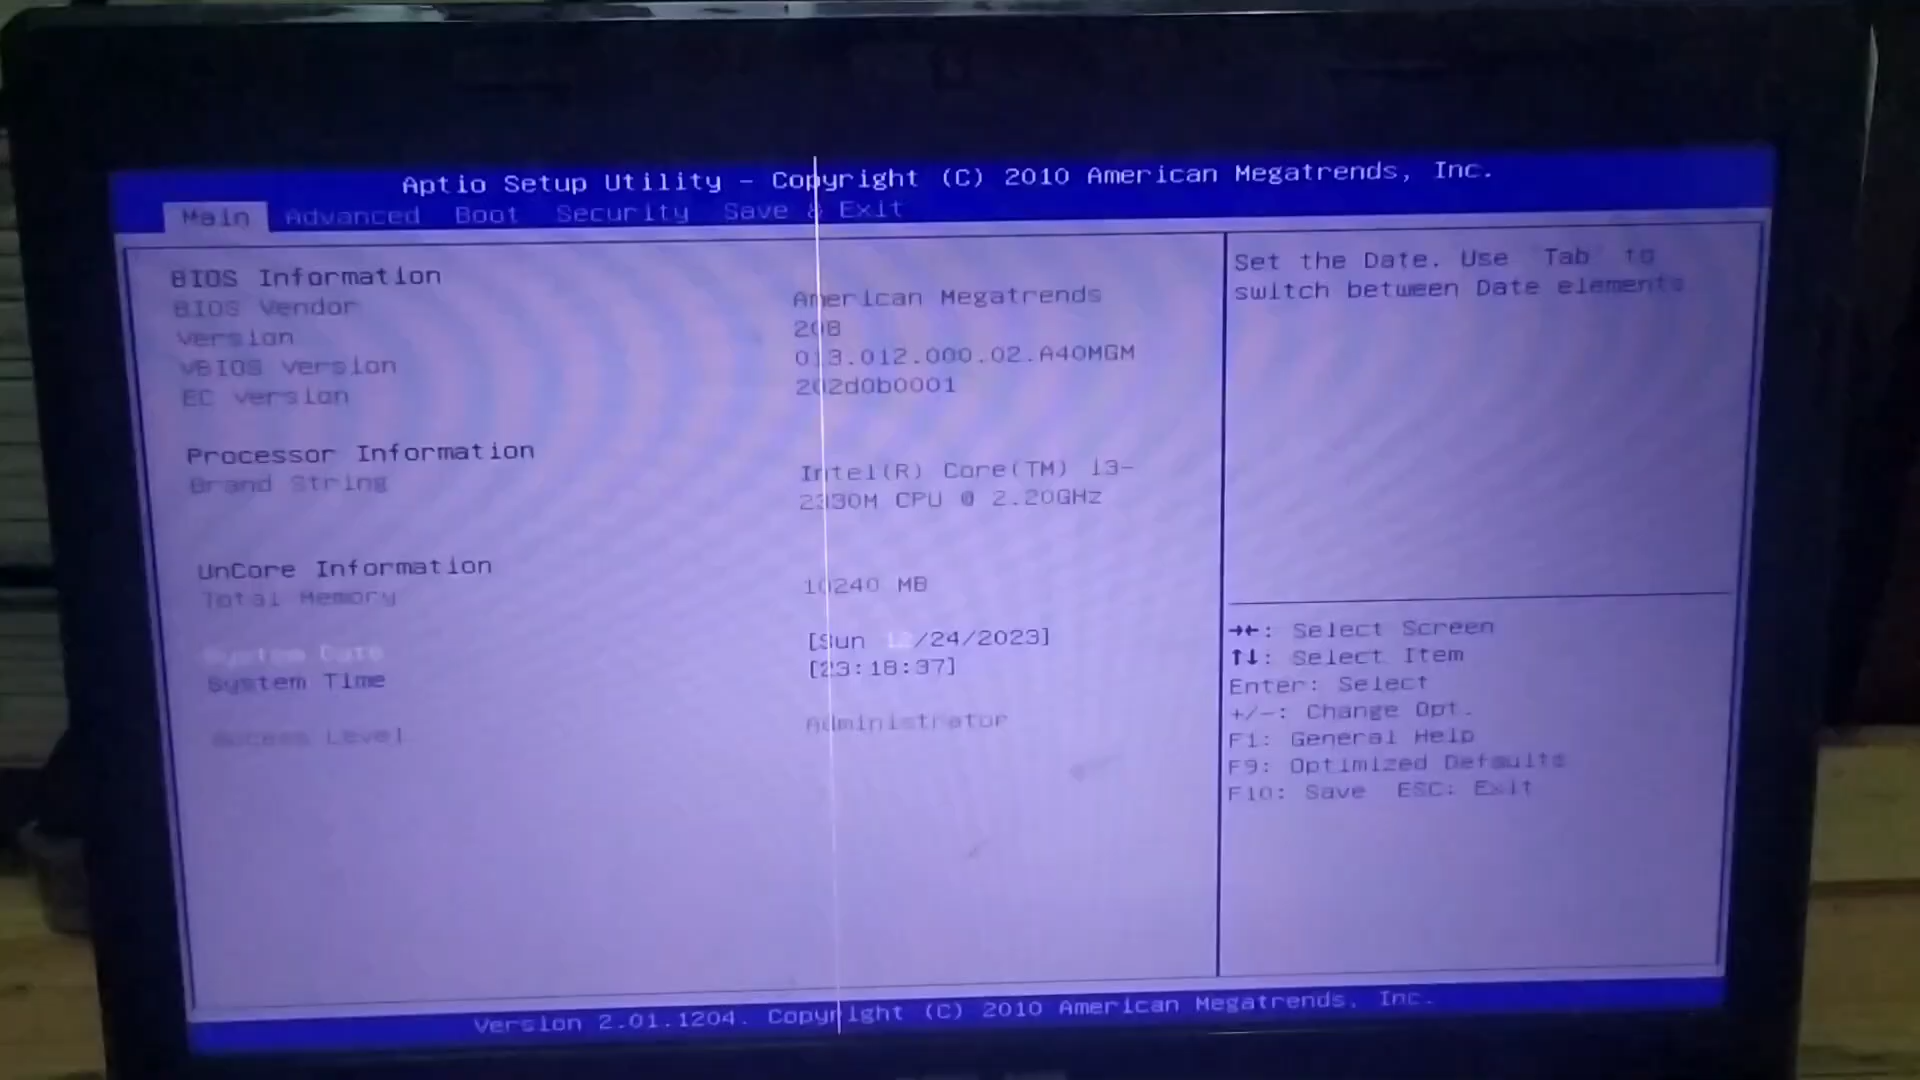 Aptio Setup Utility - Copyright (C) 2010 American Megatrends, Inc.
Main Advanced Boot Security Save & Exit
BIOS Information
BIOS Vendor American Megatrends
Version 208
VBIOS Version 013.012.000.02.A40MGM
EC Version 202d0b0001
Processor Information
Brand String Intel(R) Core(TM) i3-
2330M CPU @ 2.20GHz
UnCore Information
Total Memory 10240 MB
System Date [Sun 12/24/2023]
System Time [23:18:37]
Access Level Administrator
Set the Date. Use 'Tab' to
switch between Date elements
→←: Select Screen
↑↓: Select Item
Enter: Select
+/-: Change Opt.
F1: General Help
F9: Optimized Defaults
F10: Save ESC: Exit
Version 2.01.1204. Copyright (C) 2010 American Megatrends, Inc.